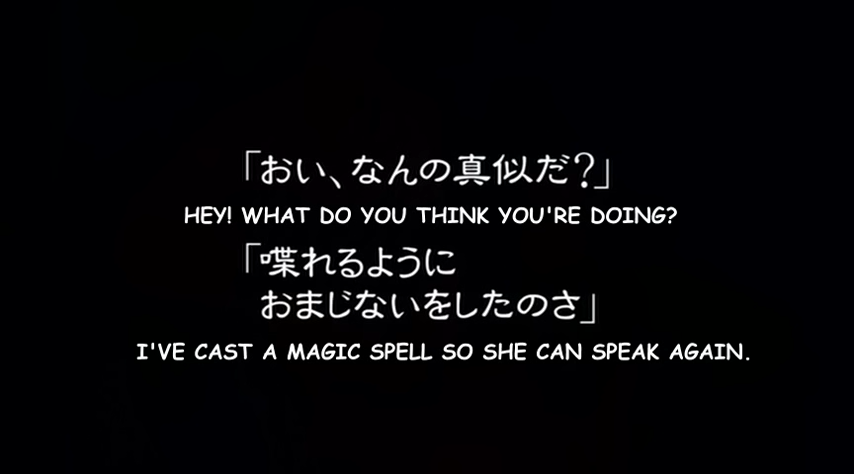 「おい、なんの真似だ?」
HEY! WHAT DO YOU THINK YOU'RE DOING?
「喋れるように
おまじないをしたのさ」
I'VE CAST A MAGIC SPELL SO SHE CAN SPEAK AGAIN.